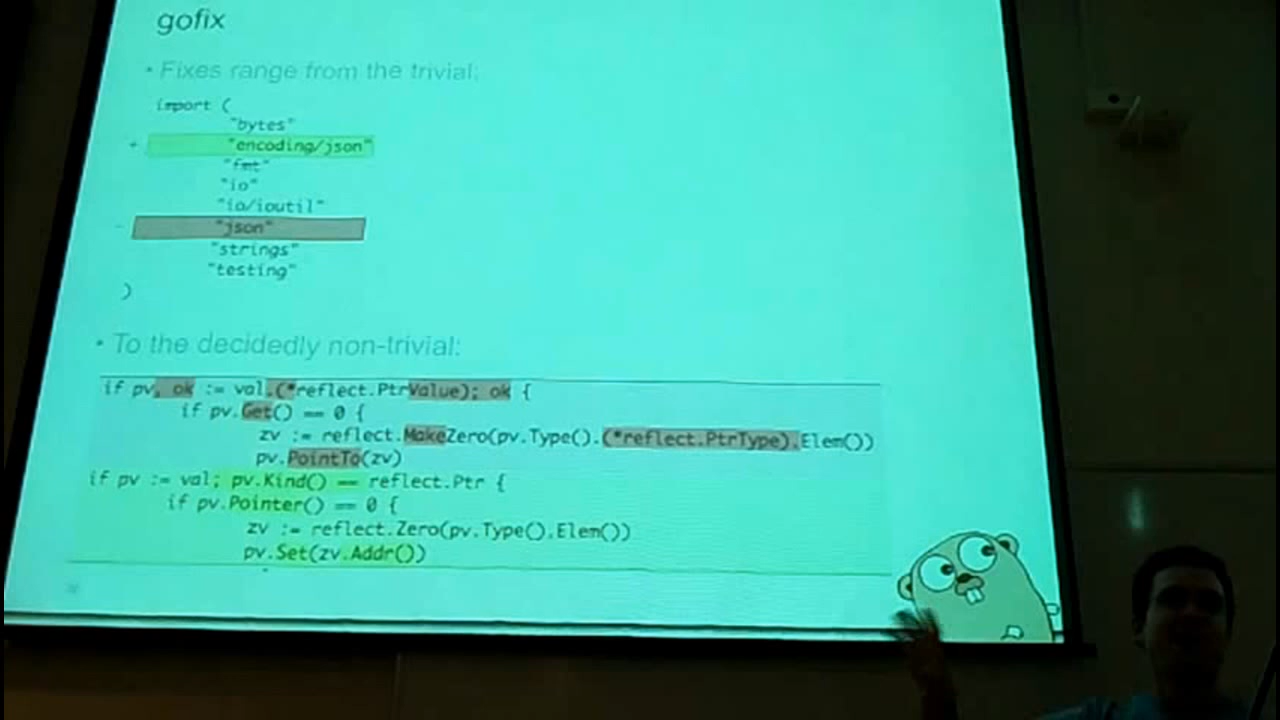 gofix
• Fixes range from the trivial:
import (
"bytes"
+ "encoding/json"
"fmt"
"io"
"io/ioutil"
- "json"
"strings"
"testing"
)
• To the decidedly non-trivial:
if pv, ok := val.(*reflect.PtrValue); ok {
if pv.Get() == 0 {
zv := reflect.MakeZero(pv.Type().(*reflect.PtrType).Elem())
pv.PointTo(zv)
if pv := val; pv.Kind() == reflect.Ptr {
if pv.Pointer() == 0 {
zv := reflect.Zero(pv.Type().Elem())
pv.Set(zv.Addr())